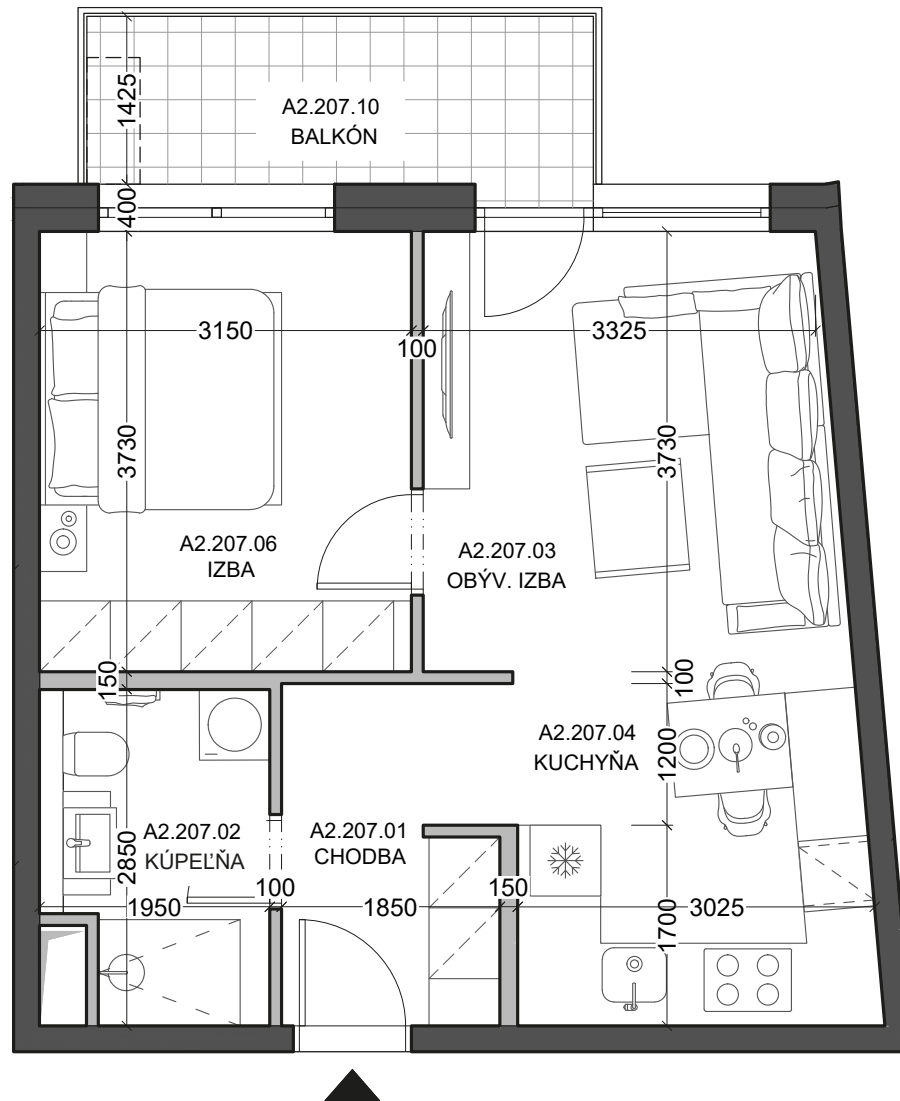 1425
A2.207.10
BALKÓN
400
3150
100
3325
3730
3730
A2.207.06
IZBA
A2.207.03
OBÝV. IZBA
150
100
A2.207.04
KUCHYŇA
1200
A2.207.02
KÚPEĽŇA
A2.207.01
CHODBA
2850
1950
100
1850
150
3025
1700